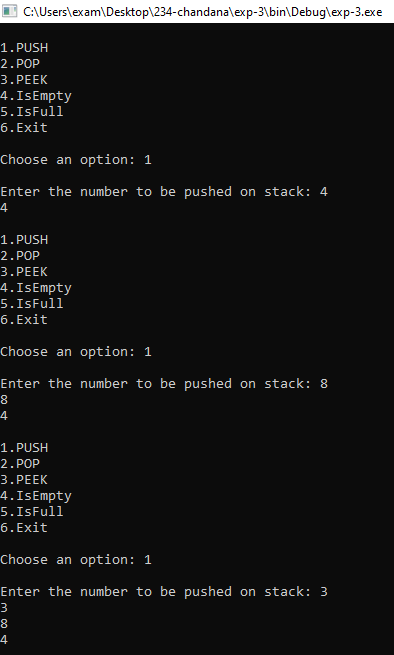 C:\Users\exam\Desktop\234-chandana\exp-3\bin\Debug\exp-3.exe
1.PUSH
2.POP
3.PEEK
4.IsEmpty
5.IsFull
6.Exit
Choose an option: 1
Enter the number to be pushed on stack: 4
4
1.PUSH
2.POP
3.PEEK
4.IsEmpty
5.IsFull
6.Exit
Choose an option: 1
Enter the number to be pushed on stack: 8
8
4
1.PUSH
2.POP
3.PEEK
4.IsEmpty
5.IsFull
6.Exit
Choose an option: 1
Enter the number to be pushed on stack: 3
3
8
4